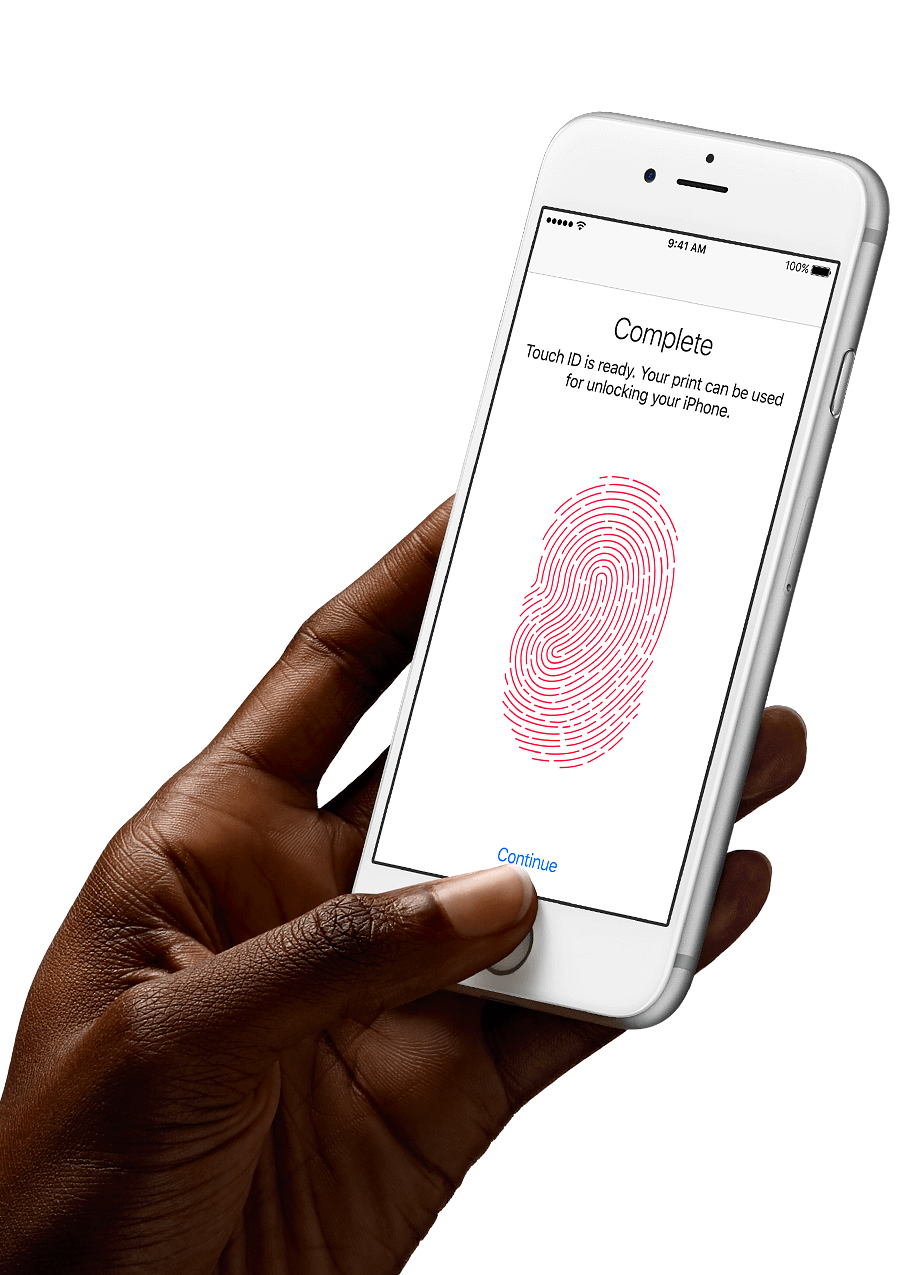 9:41 AM
100%
Complete
Touch ID is ready. Your print can be used
for unlocking your iPhone.
Continue